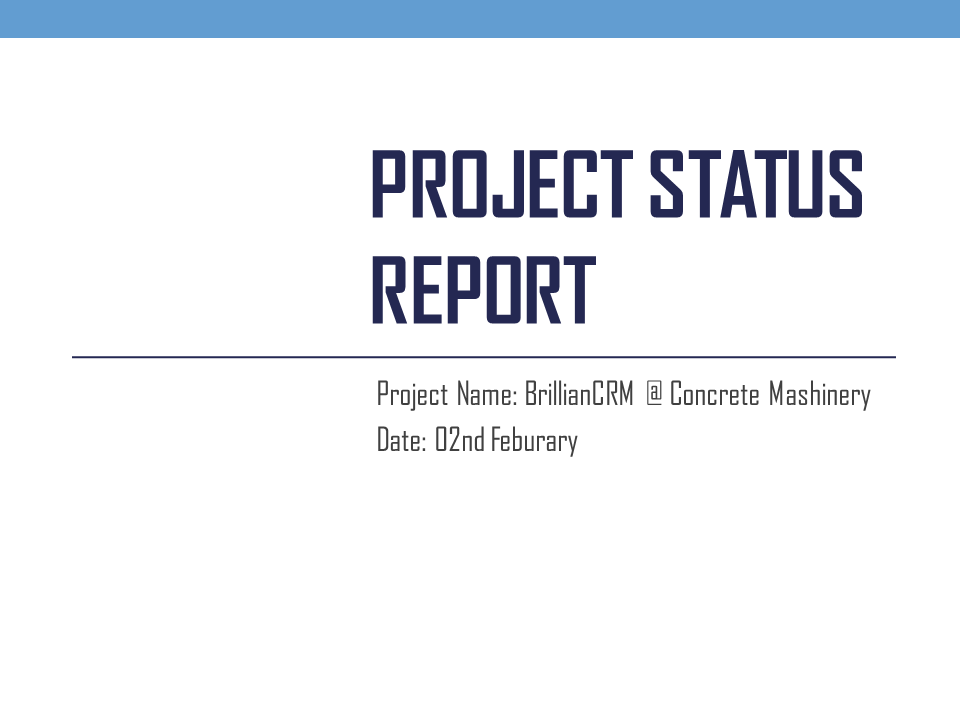 PROJECT STATUS
REPORT
Project Name: BrillianCRM @ Concrete Mashinery
Date: 02nd Feburary